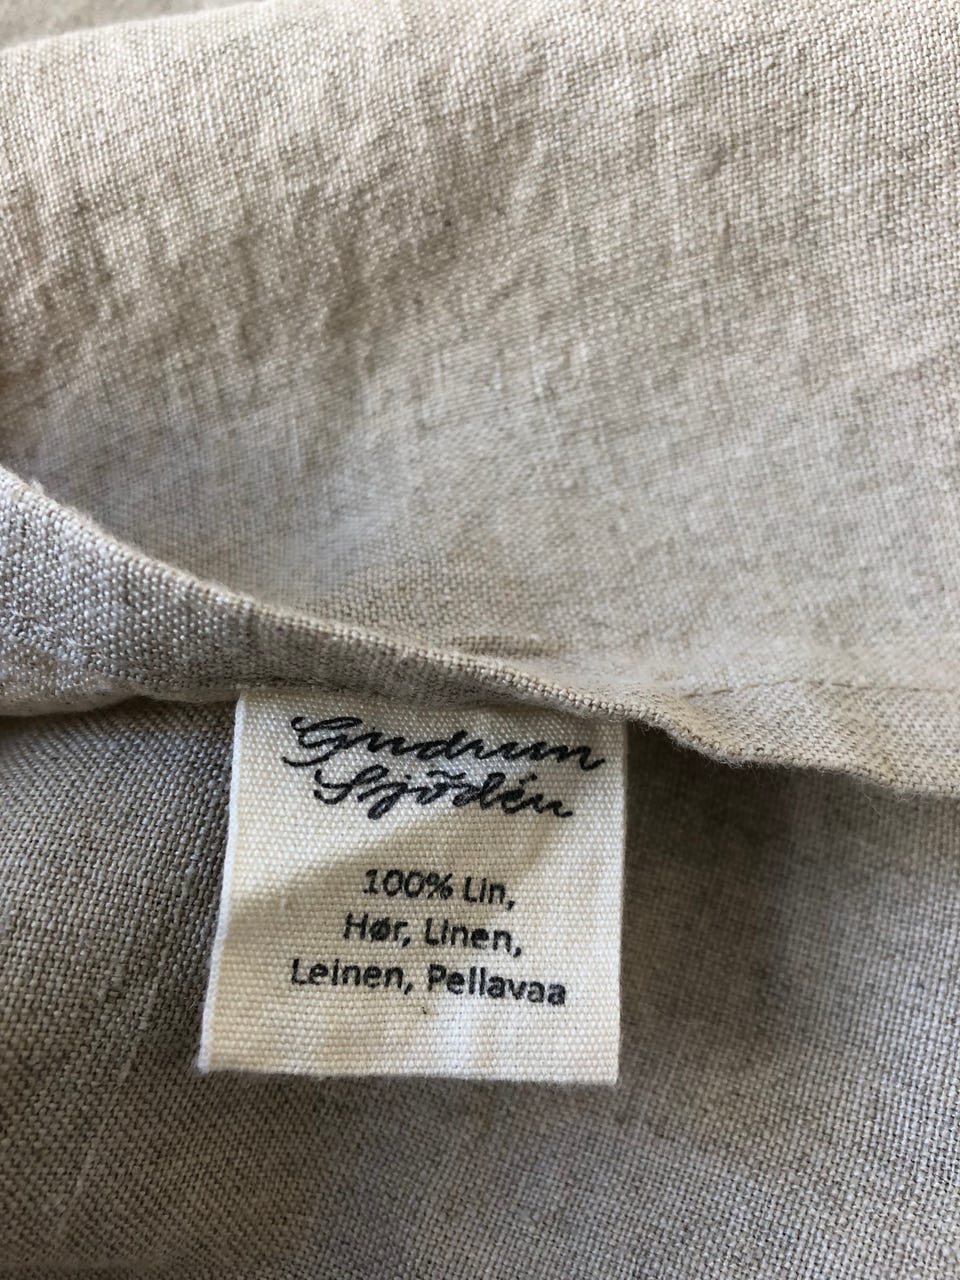 Gudrun
Sjödén
100% Lin,
Hør, Linen,
Leinen, Pellavaa